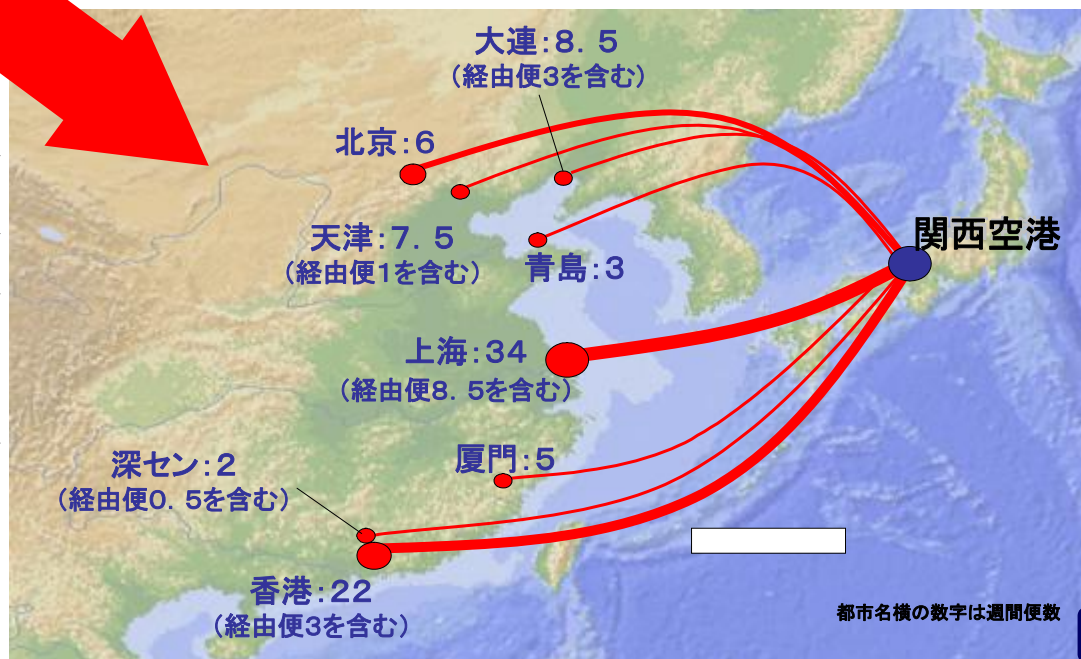 大連：８．５
（経由便３を含む）
北京：６
関西空港
天津：７．５
（経由便１を含む）
青島：３
上海：３４
（経由便８．５を含む）
厦門：５
深セン：２
（経由便０．５を含む）
香港：２２
（経由便３を含む）
都市名横の数字は週間便数